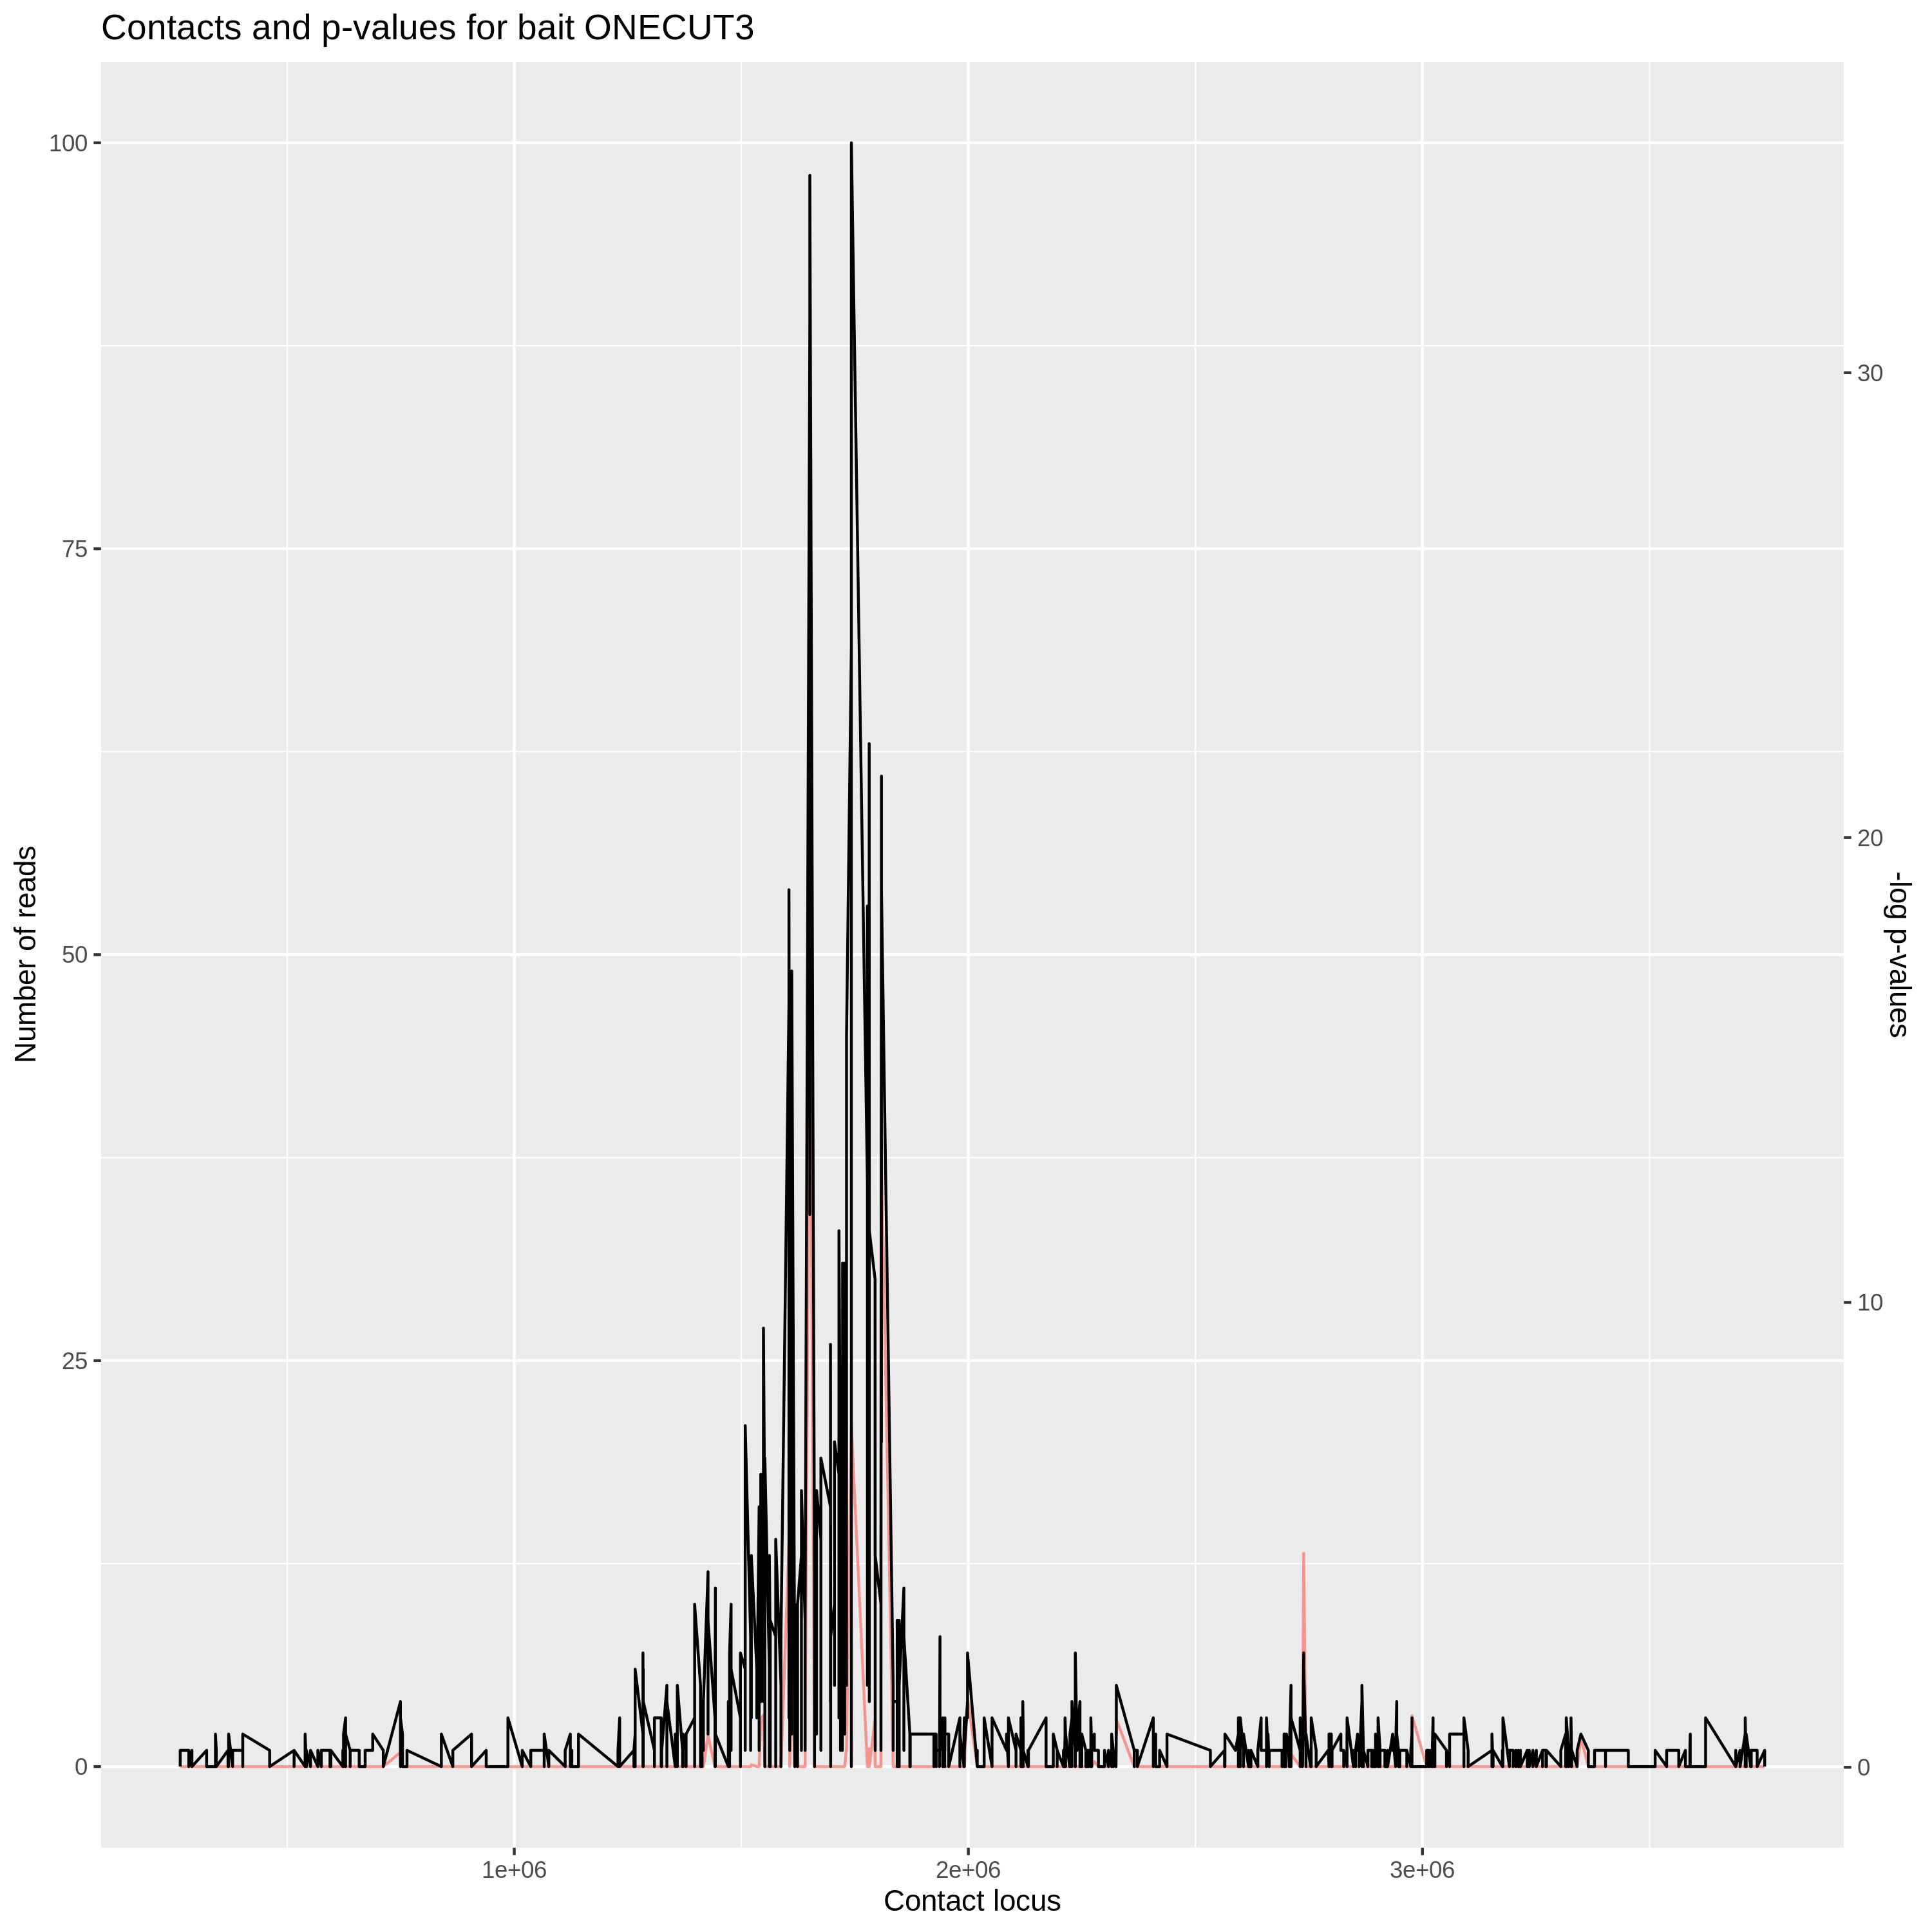 Contacts and p-values for bait ONECUT3
100
75
50
25
0
Number of reads
30
20
10
0
-log p-values
1e+06
2e+06
3e+06
Contact locus